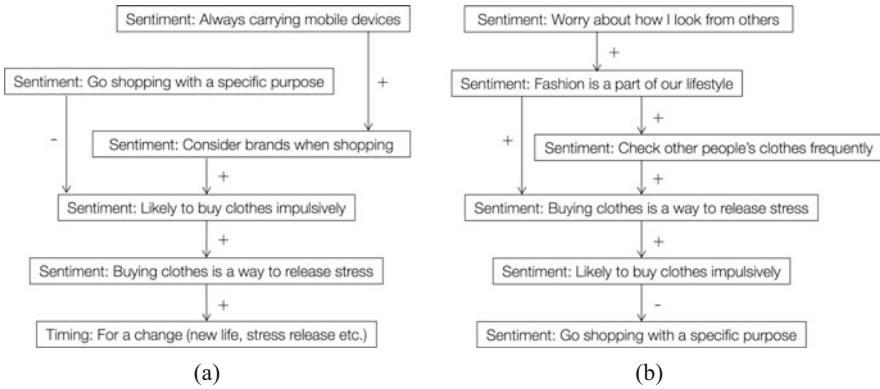 Sentiment: Always carrying mobile devices
+
Sentiment: Go shopping with a specific purpose
-
Sentiment: Consider brands when shopping
+
Sentiment: Likely to buy clothes impulsively
+
Sentiment: Buying clothes is a way to release stress
+
Timing: For a change (new life, stress release etc.)
(a)
Sentiment: Worry about how I look from others
+
Sentiment: Fashion is a part of our lifestyle
+
+
Sentiment: Check other people's clothes frequently
+
Sentiment: Buying clothes is a way to release stress
+
Sentiment: Likely to buy clothes impulsively
-
Sentiment: Go shopping with a specific purpose
(b)